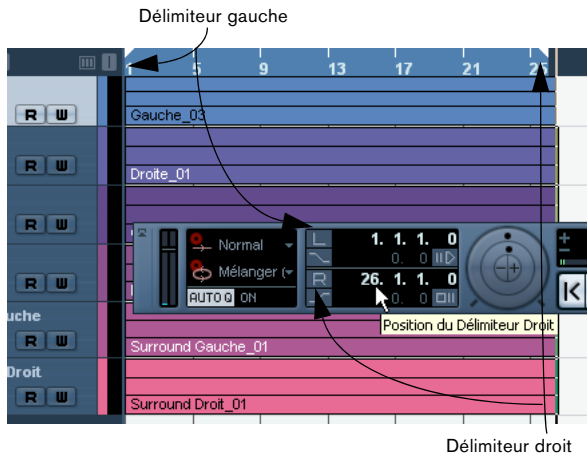 Délimiteur gauche
1 5 9 13 17 21 25
R W
Gauche_03
R W
Droite_01
R W
Normal
L 1. 1. 1. 0
0. 0
Mélanger (
R 26. 1. 1. 0
0. 0
AUTO Q ON
R W
Position du Délimiteur Droit
uche
R W
Surround Gauche_01
Droit
R W
Surround Droit_01
Délimiteur droit